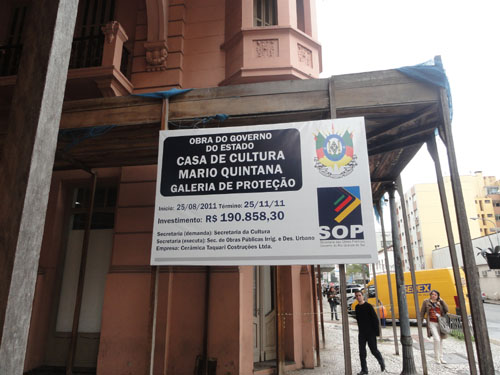 OBRA DO GOVERNO
DO ESTADO
CASA DE CULTURA
MARIO QUINTANA
GALERIA DE PROTEÇÃO
Início: 25/08/2011 Término: 25/11/11
Investimento: R$ 190.858,30
Secretaria (demanda): Secretaria da Cultura
Secretaria (executa): Sec. de Obras Públicas Irrig. e Des. Urbano
Empresa: Cerâmica Taquari Costruções Ltda.
SOP